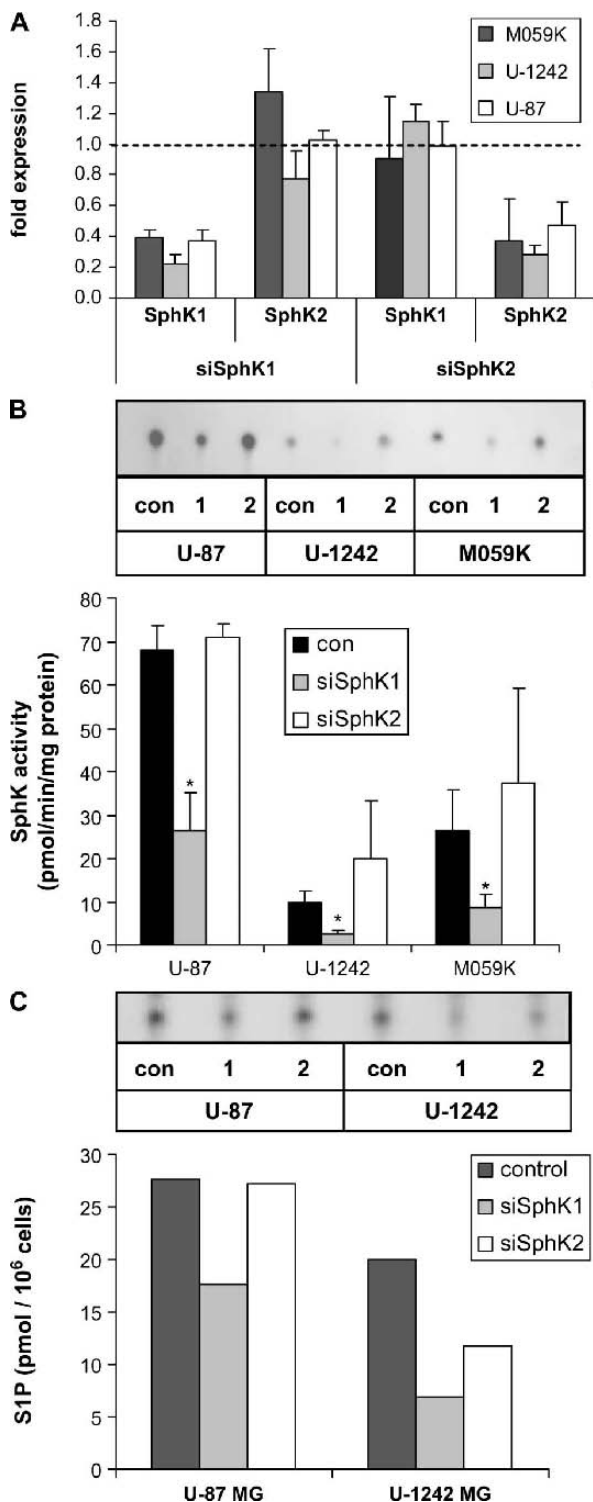 A
fold expression
1.8
1.6
1.4
1.2
1.0
0.8
0.6
0.4
0.2
0.0
M059K
U-1242
U-87
SphK1 SphK2 SphK1 SphK2
siSphK1 siSphK2
B
con 1 2 con 1 2 con 1 2
U-87 U-1242 M059K
SphK activity
(pmol/min/mg protein)
80
70
60
50
40
30
20
10
0
con
siSphK1
siSphK2
* * *
U-87 U-1242 M059K
C
con 1 2 con 1 2
U-87 U-1242
S1P (pmol / 10⁶ cells)
30
25
20
15
10
5
0
control
siSphK1
siSphK2
U-87 MG U-1242 MG